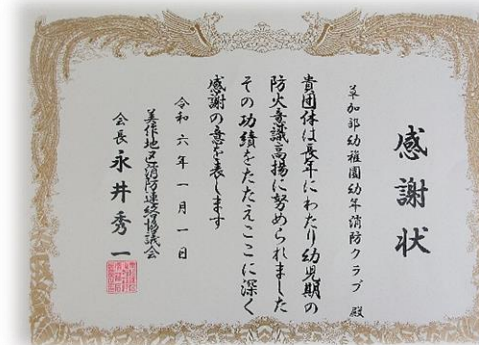 感謝状
草加部幼稚園幼年消防クラブ 殿
貴団体は長年にわたり幼児期の
防火意識高揚に努められました
その功績をたたえここに深く
感謝の意を表します
令和六年一月一日
美作地区消防連絡協議会
会長 永井秀一